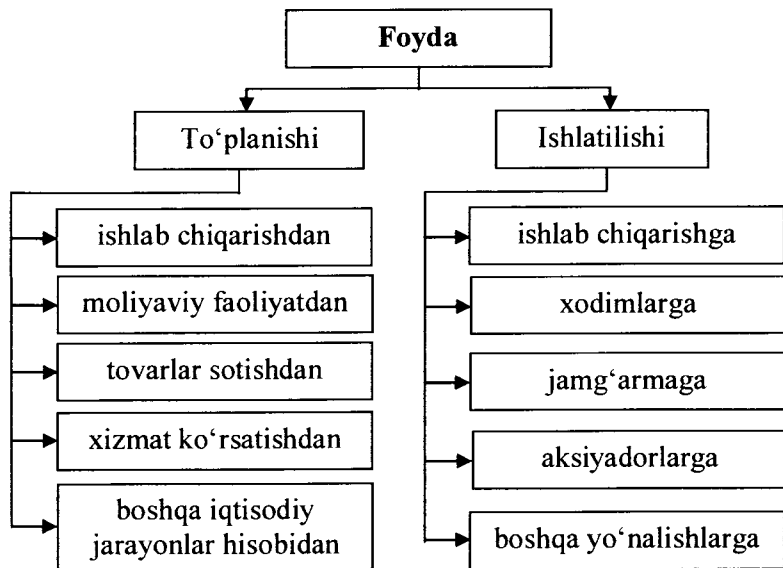 Foyda
To‘planishi
ishlab chiqarishdan
moliyaviy faoliyatdan
tovarlar sotishdan
xizmat ko‘rsatishdan
boshqa iqtisodiy
jarayonlar hisobidan
Ishlatilishi
ishlab chiqarishga
xodimlarga
jamg‘armaga
aksiyadorlarga
boshqa yo‘nalishlarga